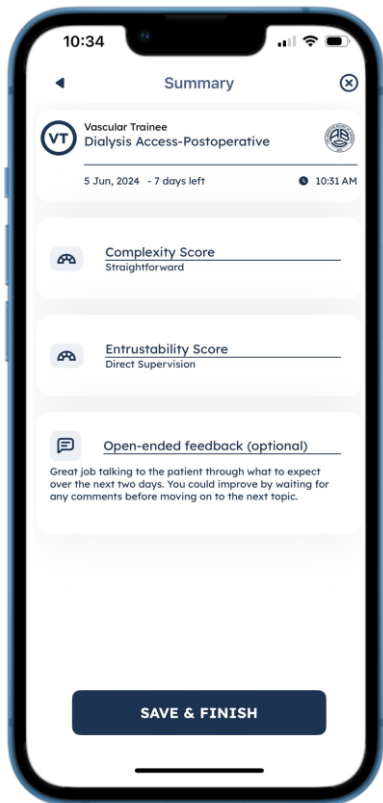 10:34
Summary
VT
Vascular Trainee
Dialysis Access-Postoperative
5 Jun, 2024 - 7 days left 10:31 AM
Complexity Score
Straightforward
Entrustability Score
Direct Supervision
Open-ended feedback (optional)
Great job talking to the patient through what to expect
over the next two days. You could improve by waiting for
any comments before moving on to the next topic.
SAVE & FINISH